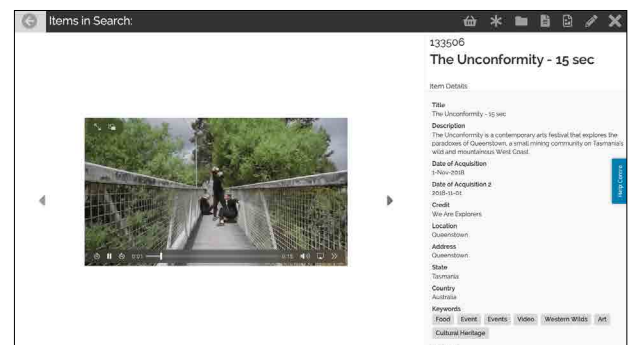 Items in Search:
133506
The Unconformity - 15 sec
Item Details
Title
The Unconformity - 15 sec
Description
The Unconformity is a contemporary arts festival that explores the
paradoxes of Queenstown, a small mining community on Tasmania's
wild and mountainous West Coast.
Date of Acquisition
1-Nov-2018
Date of Acquisition 2
2018-11-01
Credit
We Are Explorers
Location
Queenstown
Address
Queenstown
State
Tasmania
Country
Australia
Keywords
Food Event Events Video Western Wilds Art
Cultural Heritage
Help Centre
0:01 0:15